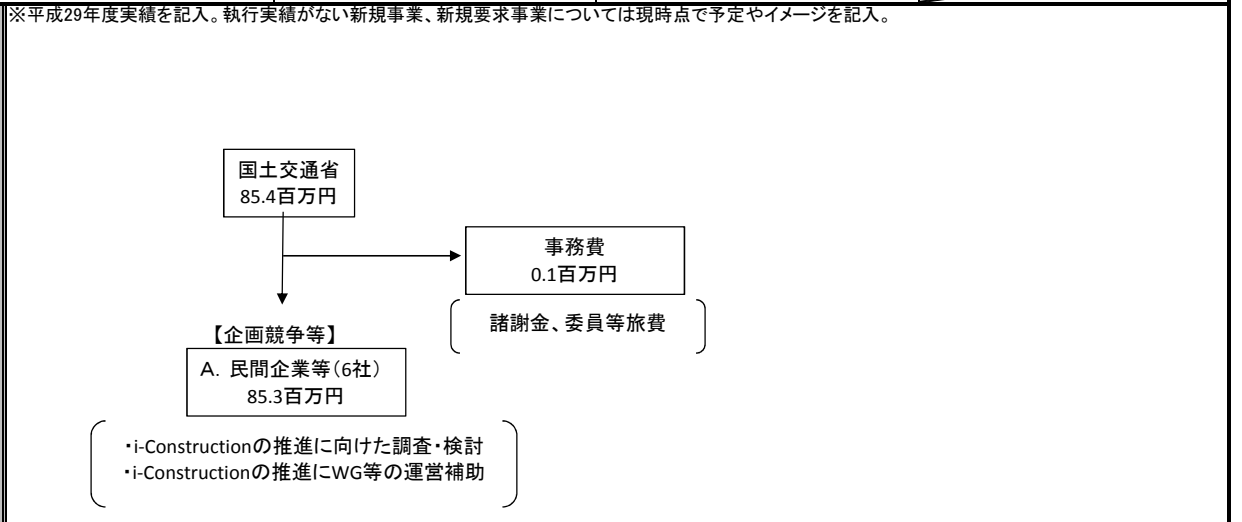 ※平成29年度実績を記入。執行実績がない新規事業、新規要求事業については現時点で予定やイメージを記入。
国土交通省
85.4百万円
事務費
0.1百万円
諸謝金、委員等旅費
【企画競争等】
A. 民間企業等(6社)
85.3百万円
・i-Constructionの推進に向けた調査・検討
・i-Constructionの推進にWG等の運営補助